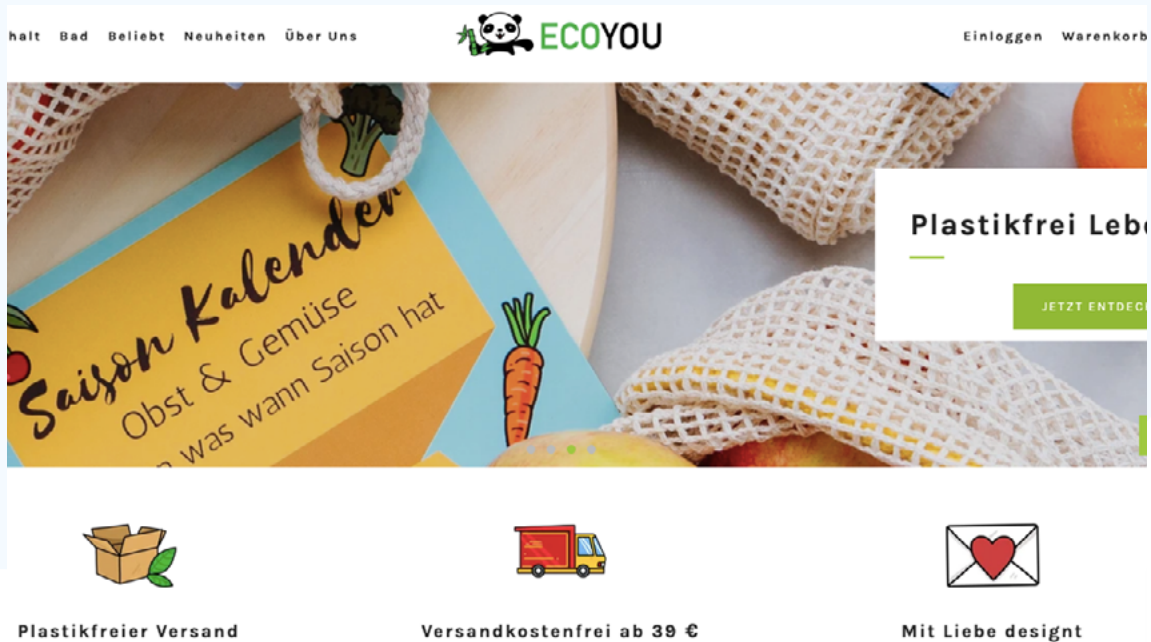 halt Bad Beliebt Neuheiten Über Uns
ECOYOU
Einloggen Warenkorb
Saison Kalender
Obst & Gemüse
was wann Saison hat
Plastikfrei Leb
JETZT ENTDEC
Plastikfreier Versand
Versandkostenfrei ab 39 €
Mit Liebe designt